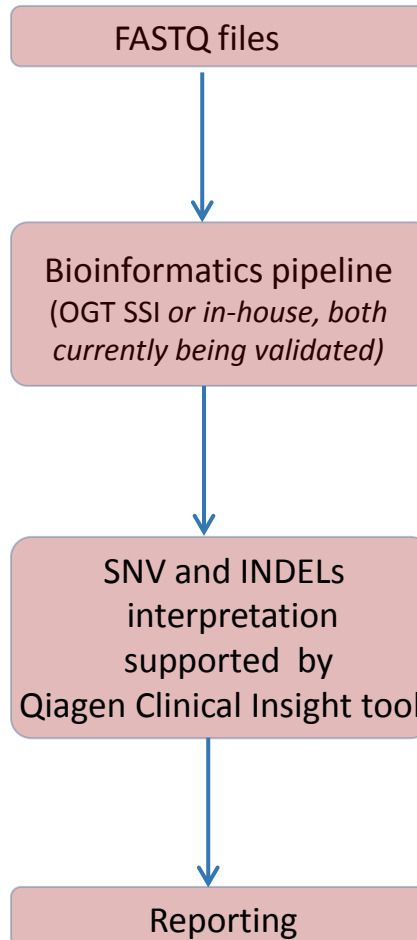 FASTQ files
Bioinformatics pipeline
(OGT SSI or in-house, both
currently being validated)
SNV and INDELs
interpretation
supported by
Qiagen Clinical Insight tool
Reporting